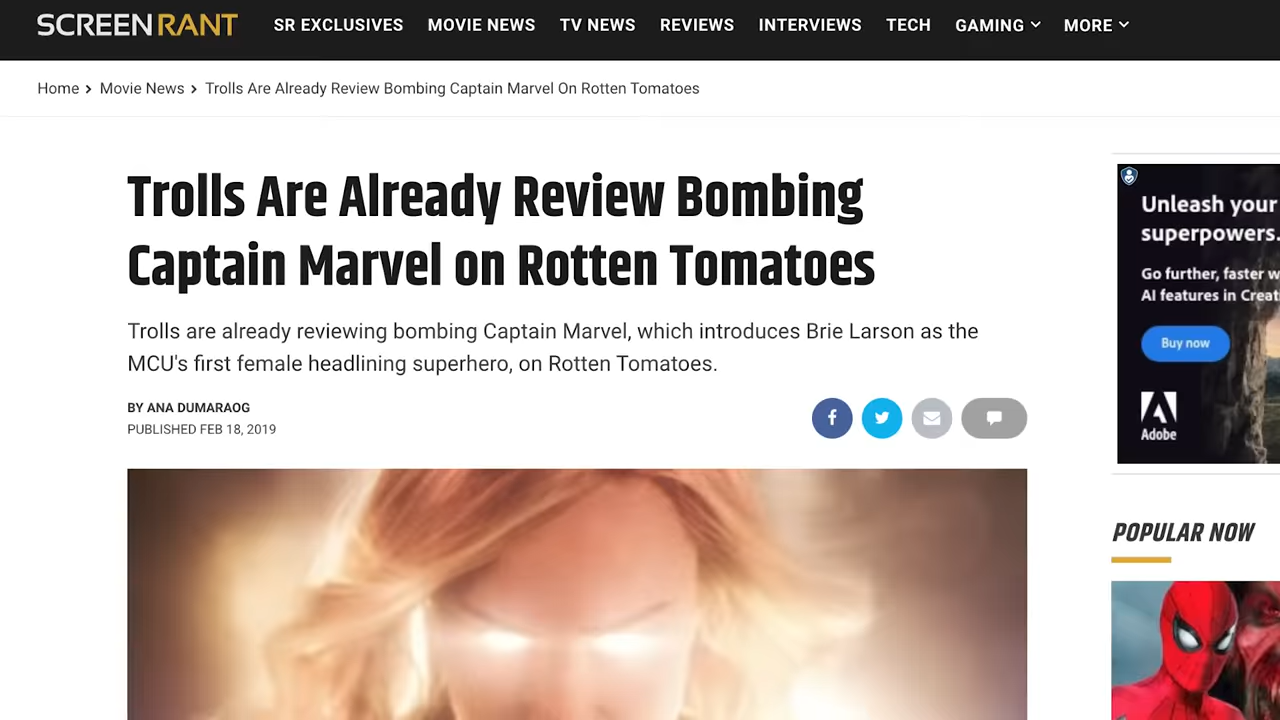 SCREENRANT SR EXCLUSIVES MOVIE NEWS TV NEWS REVIEWS INTERVIEWS TECH GAMING MORE
Home > Movie News > Trolls Are Already Review Bombing Captain Marvel On Rotten Tomatoes
Trolls Are Already Review Bombing
Captain Marvel on Rotten Tomatoes
Trolls are already reviewing bombing Captain Marvel, which introduces Brie Larson as the
MCU's first female headlining superhero, on Rotten Tomatoes.
BY ANA DUMARAOG
PUBLISHED FEB 18, 2019
Unleash your
superpowers.
Go further, faster w
AI features in Creat
Buy now
Adobe
POPULAR NOW